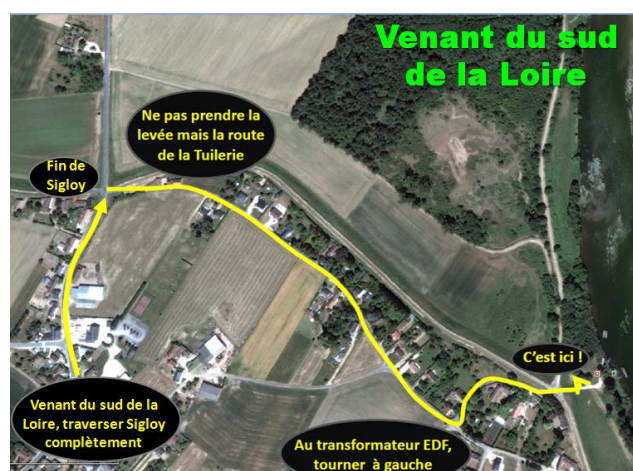 Venant du sud
de la Loire
Ne pas prendre la
levée mais la route
de la Tuilerie
Fin de
Sigloy
C'est ici !
Venant du sud de la
Loire, traverser Sigloy
complètement
Au transformateur EDF,
tourner à gauche